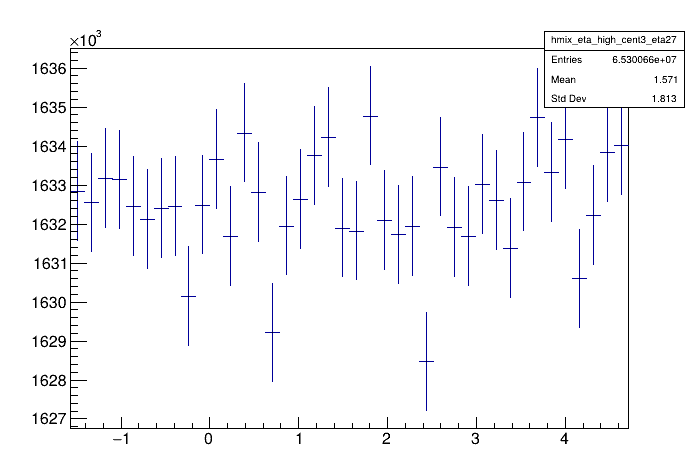 ×10³
hmix_eta_high_cent3_eta27
Entries 6.530066e+07
Mean 1.571
Std Dev 1.813
1636
1635
1634
1633
1632
1631
1630
1629
1628
1627
−1 0 1 2 3 4